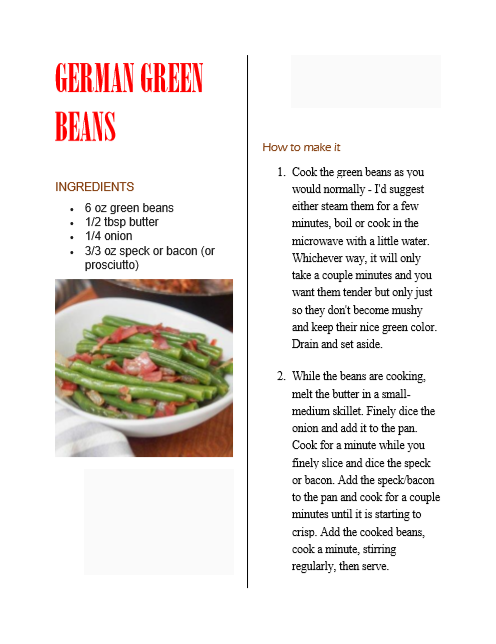 GERMAN GREEN
BEANS
INGREDIENTS
• 6 oz green beans
• 1/2 tbsp butter
• 1/4 onion
• 3/3 oz speck or bacon (or
prosciutto)
How to make it
1. Cook the green beans as you
would normally - I'd suggest
either steam them for a few
minutes, boil or cook in the
microwave with a little water.
Whichever way, it will only
take a couple minutes and you
want them tender but only just
so they don't become mushy
and keep their nice green color.
Drain and set aside.
2. While the beans are cooking,
melt the butter in a small-
medium skillet. Finely dice the
onion and add it to the pan.
Cook for a minute while you
finely slice and dice the speck
or bacon. Add the speck/bacon
to the pan and cook for a couple
minutes until it is starting to
crisp. Add the cooked beans,
cook a minute, stirring
regularly, then serve.